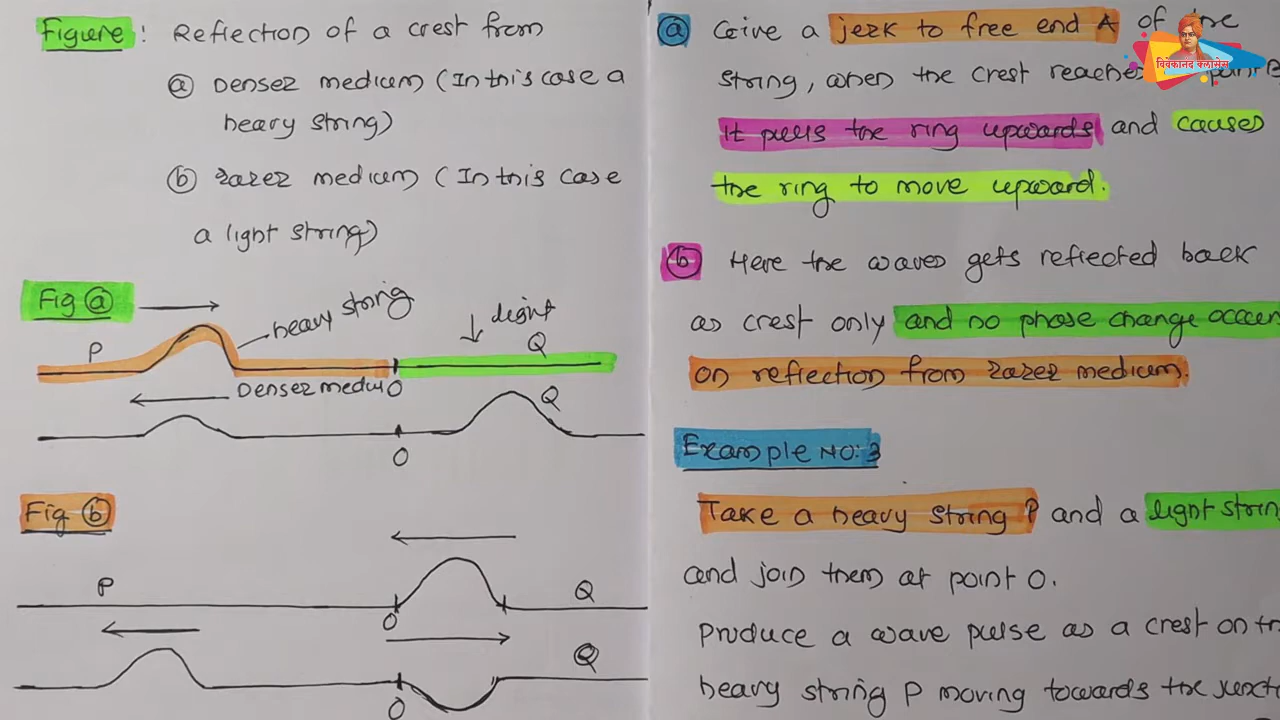 Figure : Reflection of a crest from
ⓐ Denser medium (In this case a
heavy string)
ⓑ rarer medium (In this case
a light string)
Fig ⓐ
heavy string
light
P
Q
Denser mediu
O
Q
O
Fig ⓑ
P
Q
O
Q
O
ⓐ Give a jerk to free end A of the
string, when the crest reaches
It pulls the ring upwards and causes
the ring to move upward.
ⓑ Here the waves gets reflected back
as crest only and no phase change occurs
on reflection from rarer medium.
Example NO: 3
Take a heavy string P and a light string
and join them at point O.
Produce a wave pulse as a crest on th
heavy string P moving towards the juncti
विवेकानंद क्लासेस